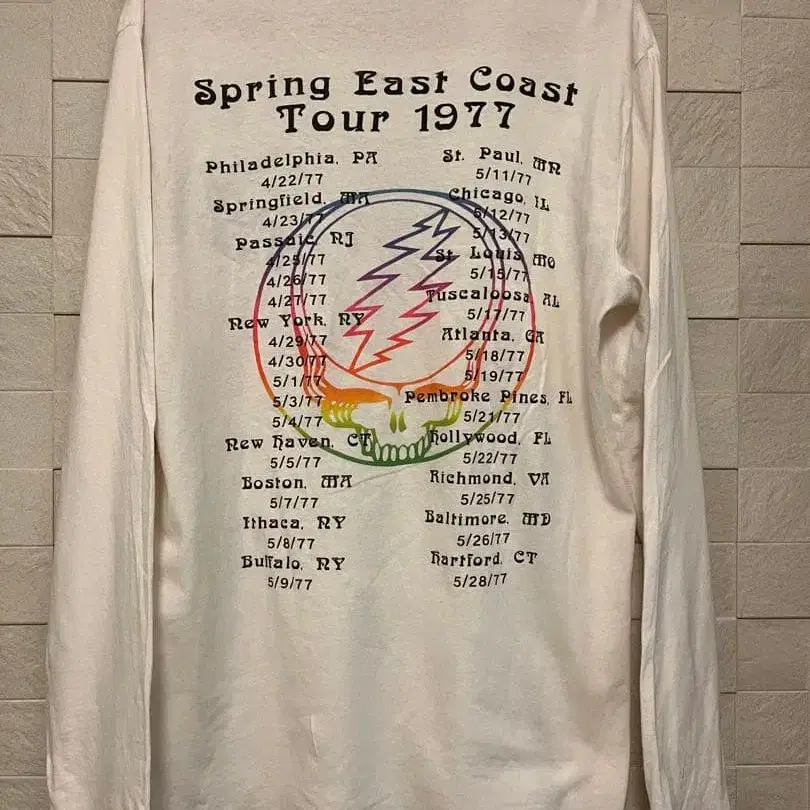 Spring East Coast
Tour 1977
Philadelphia, PA
4/22/77
Springfield, MA
4/23/77
Passaic, NJ
4/25/77
4/26/77
4/27/77
New York, NY
4/29/77
4/30/77
5/1/77
5/3/77
5/4/77
New Haven, CT
5/5/77
Boston, MA
5/7/77
Ithaca, NY
5/8/77
Buffalo, NY
5/9/77
St. Paul, MN
5/11/77
Chicago, IL
5/12/77
5/13/77
St. Louis, MO
5/15/77
Tuscaloosa, AL
5/17/77
Atlanta, GA
5/18/77
5/19/77
Pembroke Pines, FL
5/21/77
Hollywood, FL
5/22/77
Richmond, VA
5/25/77
Baltimore, MD
5/26/77
Hartford, CT
5/28/77